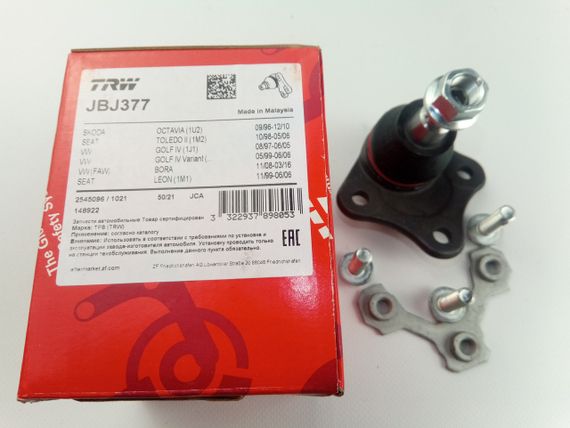 TRW
JBJ377
Made in Malaysia
SKODA OCTAVIA (1U2) 09/96-12/10
SEAT TOLEDO II (1M2) 10/98-05/06
VW GOLF IV (1J1) 08/97-06/05
VW GOLF IV Variant (... 05/99-06/06
VW (FAW) BORA 11/08-03/16
SEAT LEON (1M1) 11/99-06/06
2545096 / 1021 50/21 JCA
148922
3 322937 898053
Запчасти автомобильные Товар сертифицирован
Марка: ТРВ (TRW)
Применение: согласно каталогу
Внимание: Использовать в соответствии с требованиями по установке и
эксплуатации завода-изготовителя автомобиля. Установку проводить только
на станции техобслуживания. Выполнение данного пункта обязательно.
EAC
aftermarket.zf.com ZF Friedrichshafen AG Löwentaler Straße 20 88046 Friedrichshafen
TRW